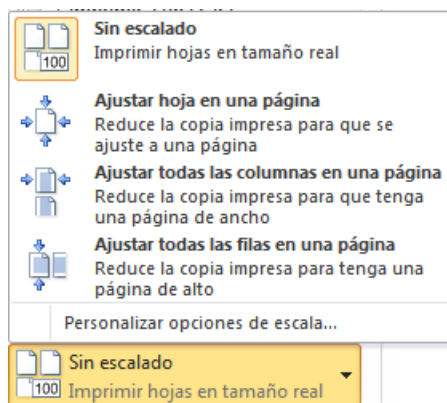 Sin escalado
Imprimir hojas en tamaño real
100
Ajustar hoja en una página
Reduce la copia impresa para que se
ajuste a una página
Ajustar todas las columnas en una página
Reduce la copia impresa para que tenga
una página de ancho
Ajustar todas las filas en una página
Reduce la copia impresa para tenga una
página de alto
Personalizar opciones de escala...
Sin escalado
100 Imprimir hojas en tamaño real